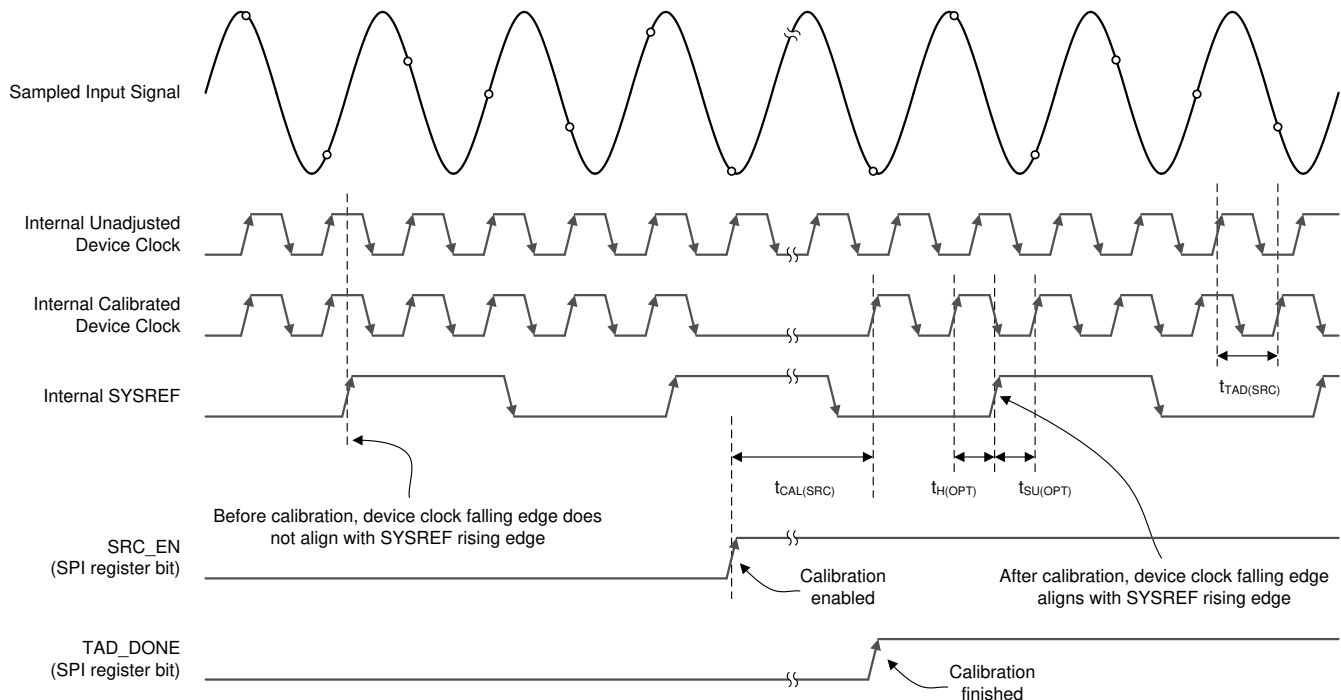 Sampled Input Signal
Internal Unadjusted
Device Clock
Internal Calibrated
Device Clock
Internal SYSREF
tTAD(SRC)
tCAL(SRC)
tH(OPT)
tSU(OPT)
Before calibration, device clock falling edge does
not align with SYSREF rising edge
SRC_EN
(SPI register bit)
Calibration
enabled
After calibration, device clock falling edge
aligns with SYSREF rising edge
TAD_DONE
(SPI register bit)
Calibration
finished